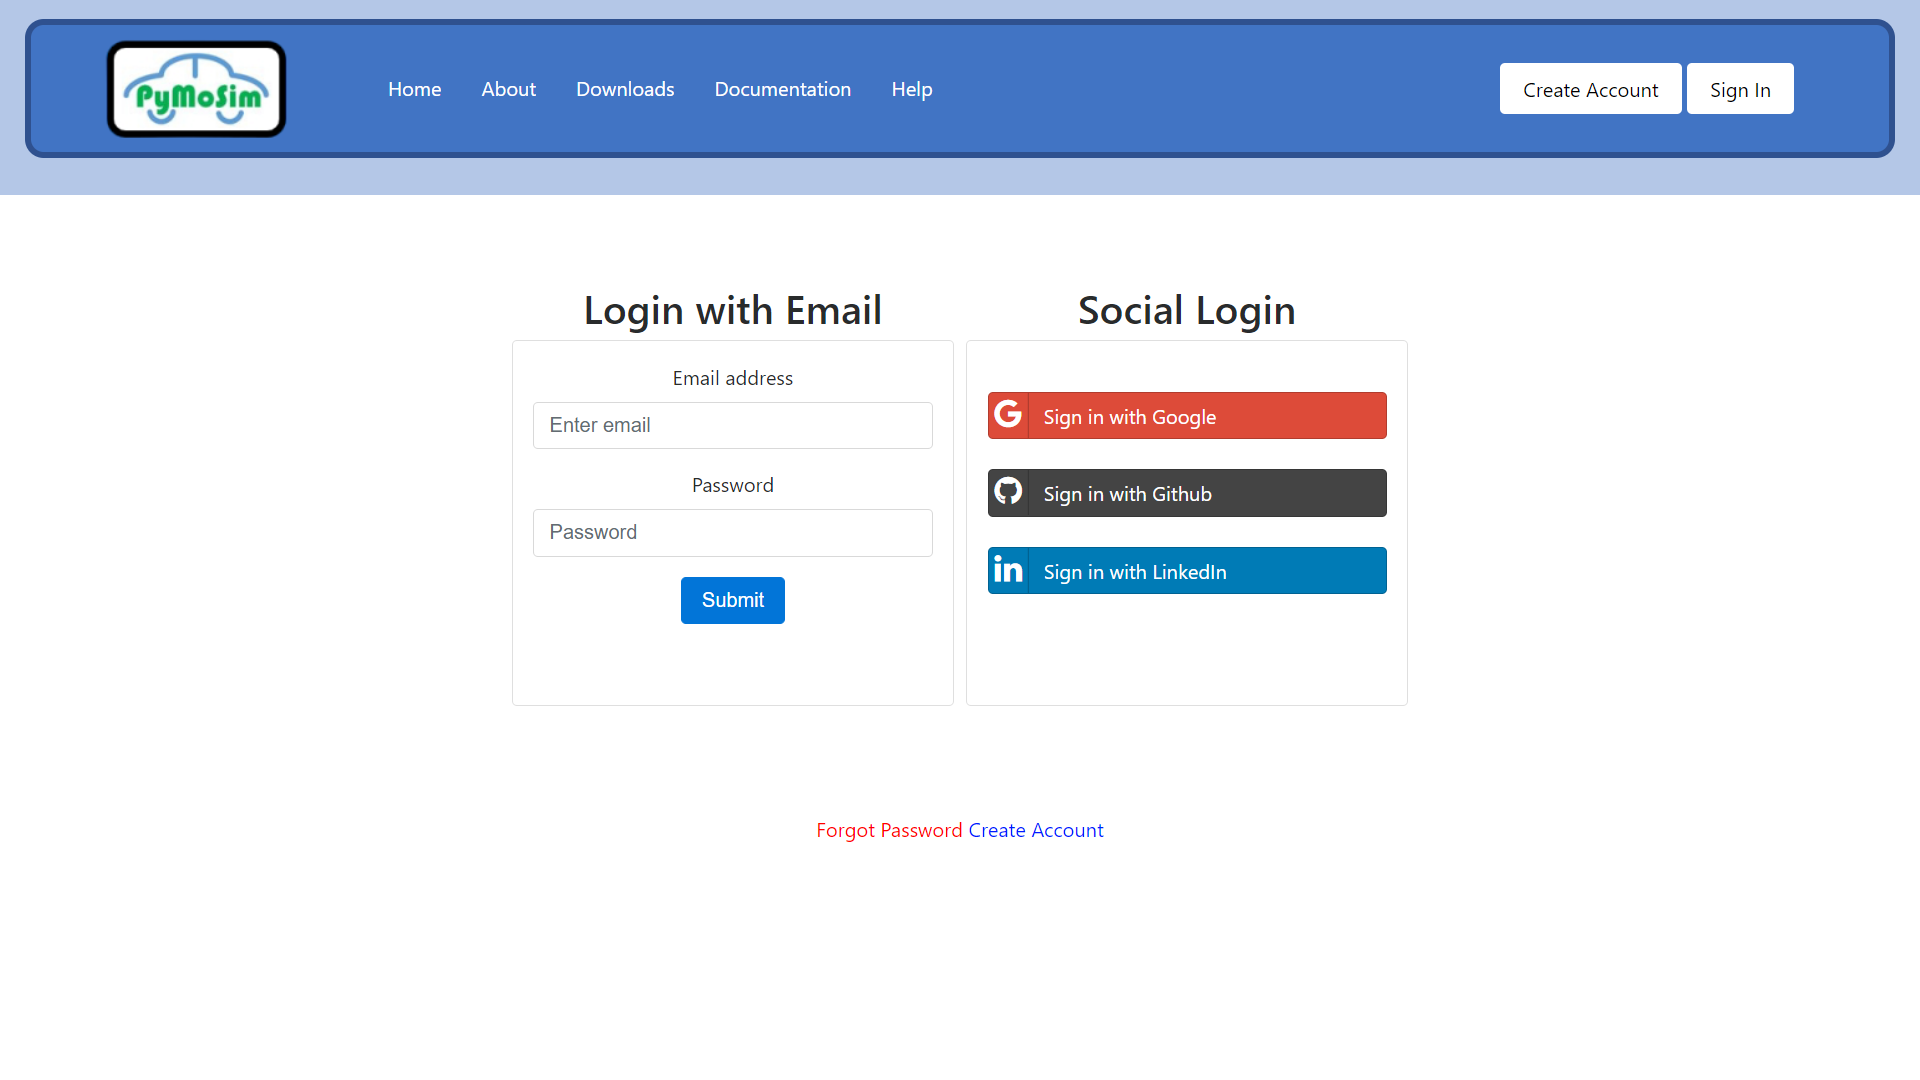 PyMoSim
Home About Downloads Documentation Help
Create Account Sign In
Login with Email
Email address
Enter email
Password
Password
Submit
Social Login
Sign in with Google
Sign in with Github
Sign in with LinkedIn
Forgot Password Create Account